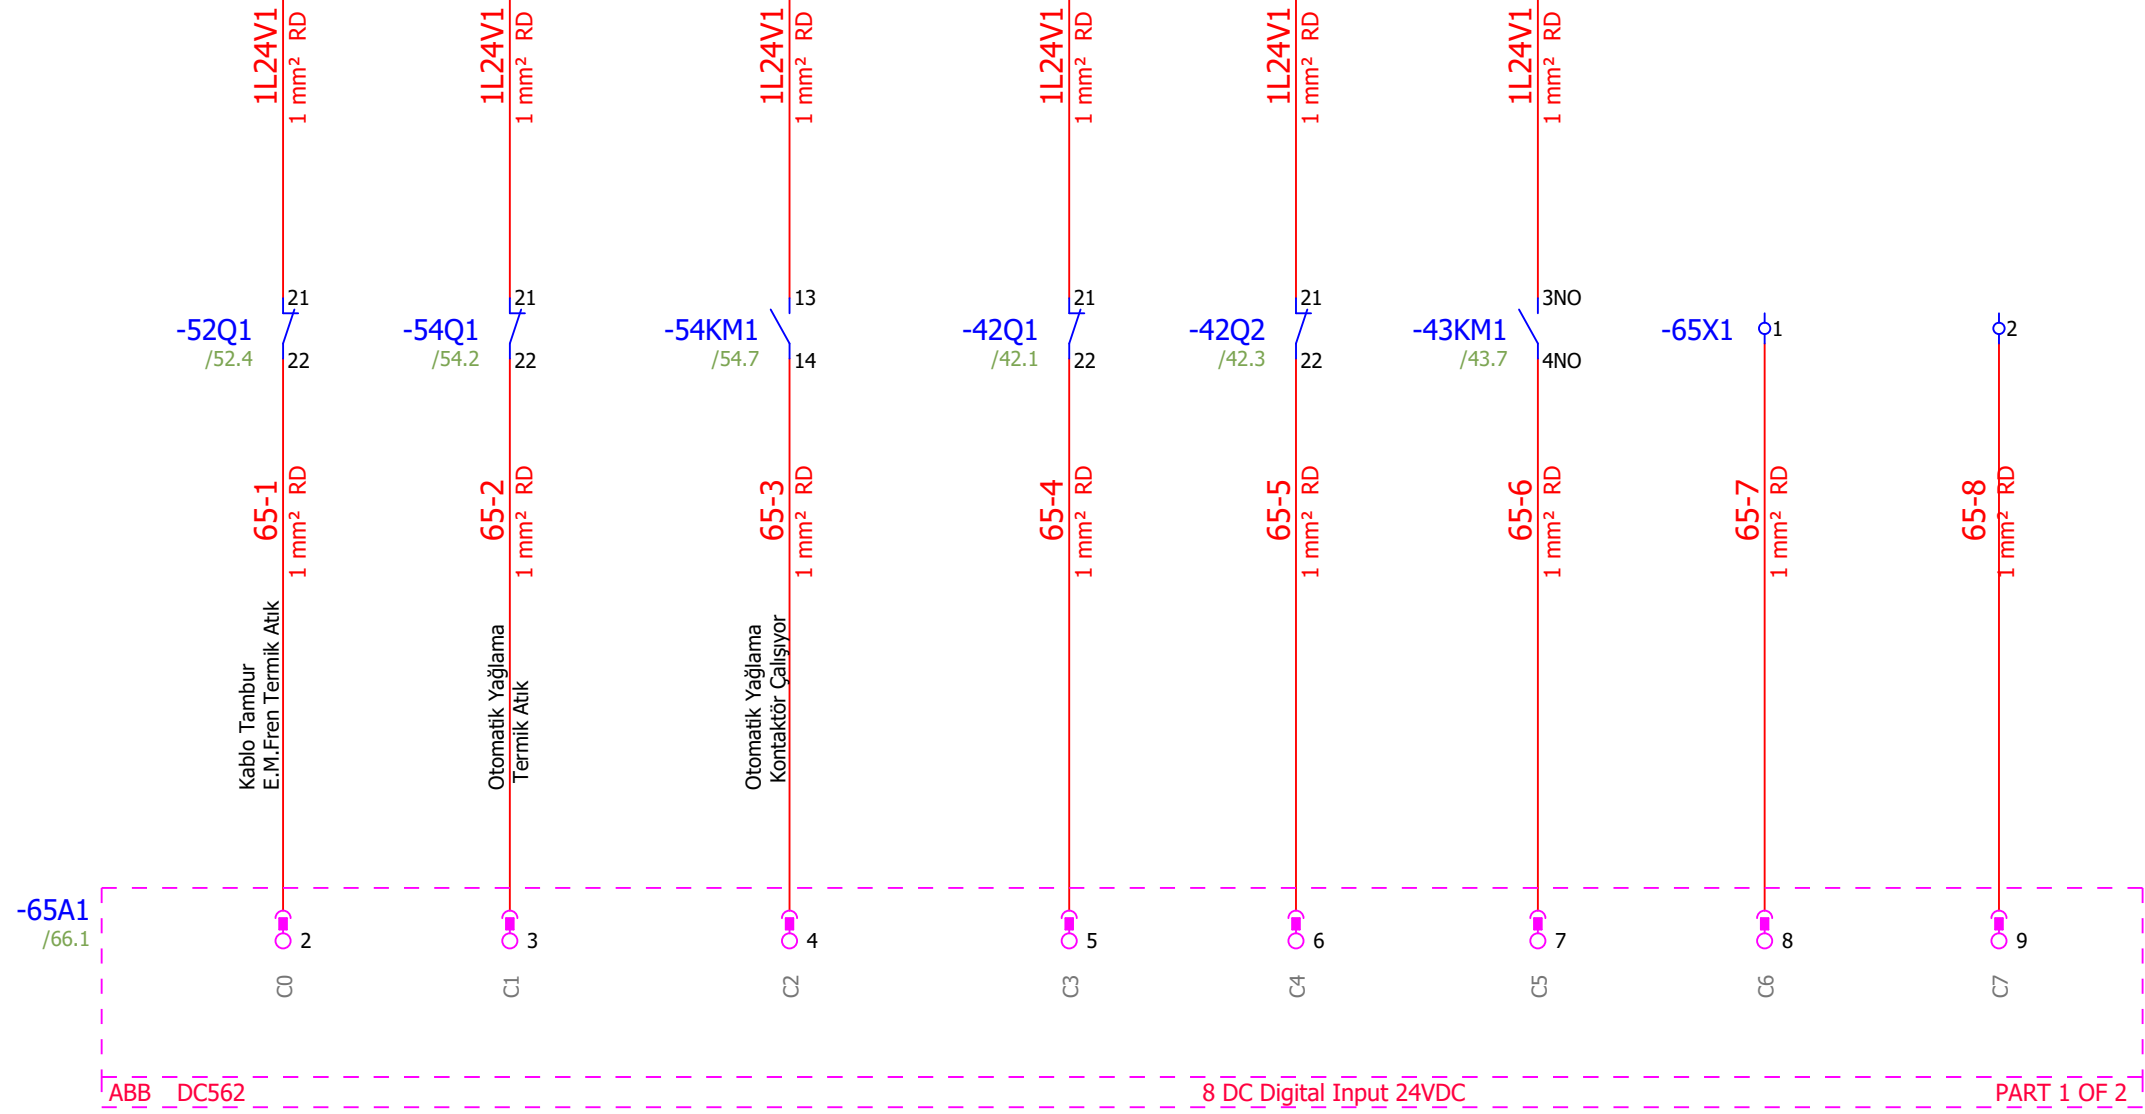 1L24V1
1 mm² RD
1L24V1
1 mm² RD
1L24V1
1 mm² RD
1L24V1
1 mm² RD
1L24V1
1 mm² RD
1L24V1
1 mm² RD
-52Q1
/52.4
21
22
-54Q1
/54.2
21
22
-54KM1
/54.7
13
14
-42Q1
/42.1
21
22
-42Q2
/42.3
21
22
-43KM1
/43.7
3NO
4NO
-65X1
1
2
65-1
1 mm² RD
65-2
1 mm² RD
65-3
1 mm² RD
65-4
1 mm² RD
65-5
1 mm² RD
65-6
1 mm² RD
65-7
1 mm² RD
65-8
1 mm² RD
Kablo Tambur
E.M.Fren Termik Atık
Otomatik Yağlama
Termik Atık
Otomatik Yağlama
Kontaktör Çalışıyor
-65A1
/66.1
2
3
4
5
6
7
8
9
C0
C1
C2
C3
C4
C5
C6
C7
ABB DC562
8 DC Digital Input 24VDC
PART 1 OF 2